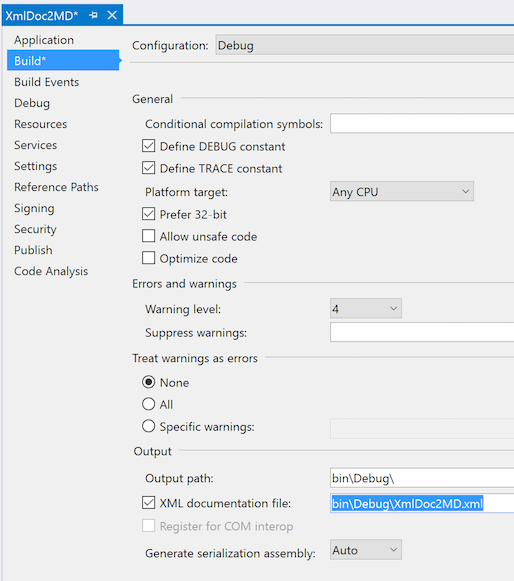 XmlDoc2MD*
Application
Build*
Build Events
Debug
Resources
Services
Settings
Reference Paths
Signing
Security
Publish
Code Analysis
Configuration: Debug
General
Conditional compilation symbols:
Define DEBUG constant
Define TRACE constant
Platform target: Any CPU
Prefer 32-bit
Allow unsafe code
Optimize code
Errors and warnings
Warning level: 4
Suppress warnings:
Treat warnings as errors
None
All
Specific warnings:
Output
Output path: bin\Debug\
XML documentation file: bin\Debug\XmlDoc2MD.xml
Register for COM interop
Generate serialization assembly: Auto